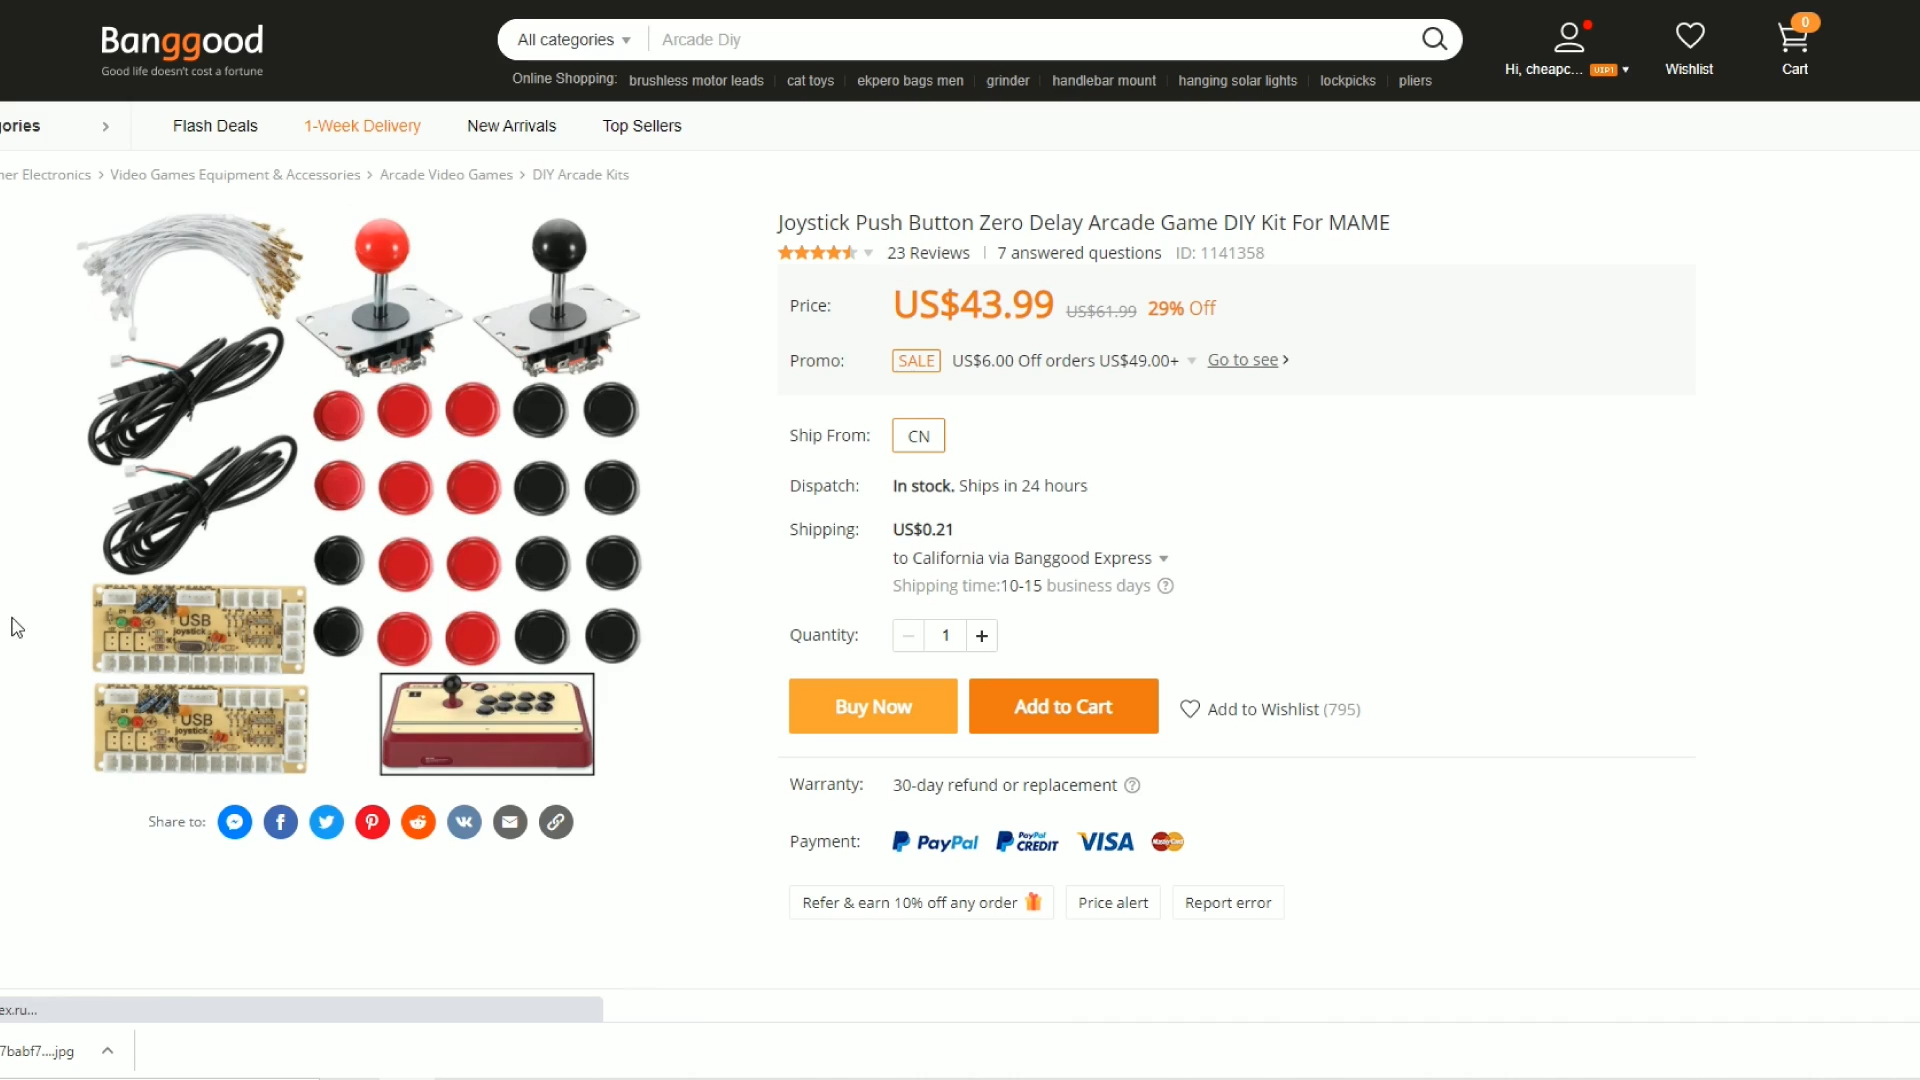 Banggood
Good life doesn't cost a fortune
All categories
Arcade Diy
Online Shopping: brushless motor leads cat toys ekpero bags men grinder handlebar mount hanging solar lights lockpicks pliers
Hi, cheapc... VIP1
Wishlist
0
Cart
ories
Flash Deals
1-Week Delivery
New Arrivals
Top Sellers
ner Electronics > Video Games Equipment & Accessories > Arcade Video Games > DIY Arcade Kits
Joystick Push Button Zero Delay Arcade Game DIY Kit For MAME
23 Reviews | 7 answered questions ID: 1141358
Price: US$43.99 US$61.99 29% Off
Promo: SALE US$6.00 Off orders US$49.00+ Go to see >
Ship From: CN
Dispatch: In stock. Ships in 24 hours
Shipping: US$0.21
to California via Banggood Express
Shipping time:10-15 business days ?
Quantity: − 1 +
Buy Now
Add to Cart
Add to Wishlist (795)
Warranty: 30-day refund or replacement ?
Payment: PayPal PayPal CREDIT VISA MasterCard
Refer & earn 10% off any order
Price alert
Report error
USB
joystick
USB
joystick
Share to:
ex.ru...
7babf7....jpg